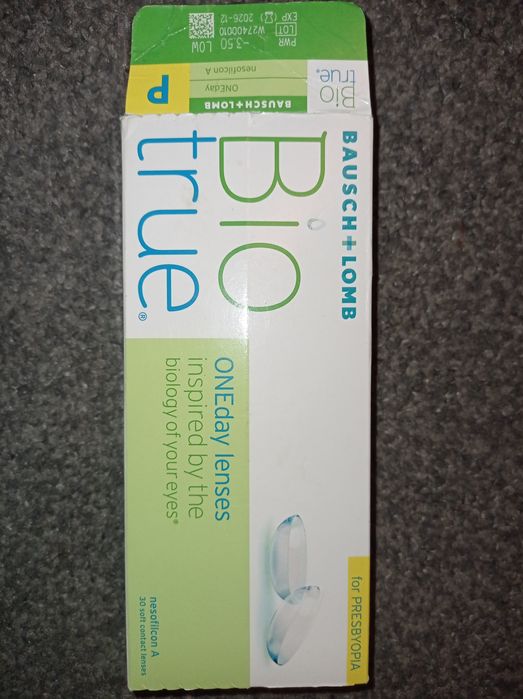 PWR -3.50 LOW
LOT W27400010
EXP 2026-12
Bio
true®
nesofilcon A
ONEday
BAUSCH+LOMB
P
BAUSCH+LOMB
Bio
true®
ONEday lenses
inspired by the
biology of your eyes*
for PRESBYOPIA
nesofilcon A
30 soft contact lenses